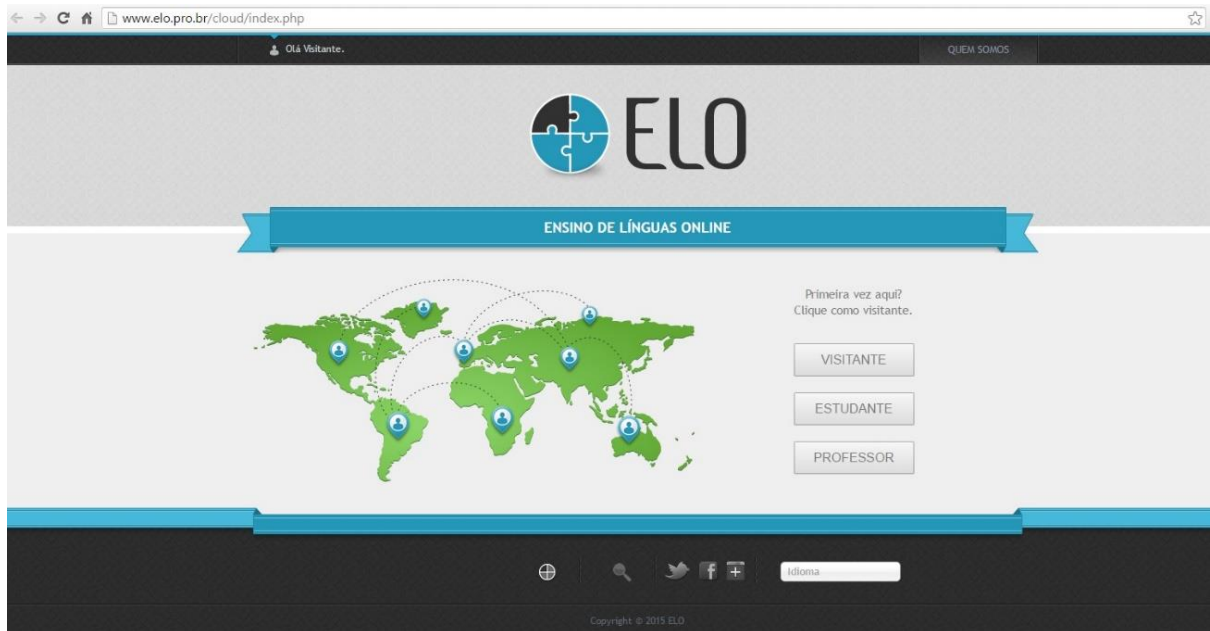 www.elo.pro.br/cloud/index.php
Olá Visitante.
QUEM SOMOS
ELO
ENSINO DE LÍNGUAS ONLINE
Primeira vez aqui?
Clique como visitante.
VISITANTE
ESTUDANTE
PROFESSOR
Idioma
Copyright © 2015 ELO